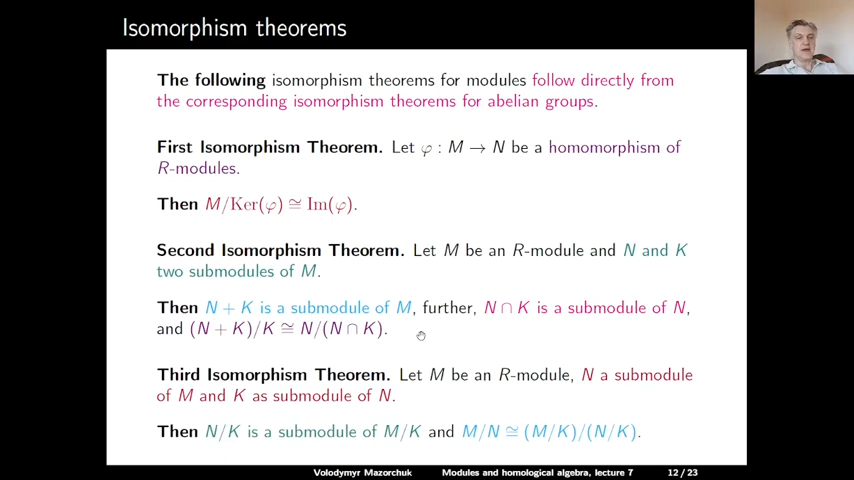 Isomorphism theorems
The following isomorphism theorems for modules follow directly from
the corresponding isomorphism theorems for abelian groups.
First Isomorphism Theorem. Let φ : M → N be a homomorphism of
R-modules.
Then M/Ker(φ) ≅ Im(φ).
Second Isomorphism Theorem. Let M be an R-module and N and K
two submodules of M.
Then N + K is a submodule of M, further, N ∩ K is a submodule of N,
and (N + K)/K ≅ N/(N ∩ K).
Third Isomorphism Theorem. Let M be an R-module, N a submodule
of M and K as submodule of N.
Then N/K is a submodule of M/K and M/N ≅ (M/K)/(N/K).
Volodymyr Mazorchuk Modules and homological algebra, lecture 7 12/23